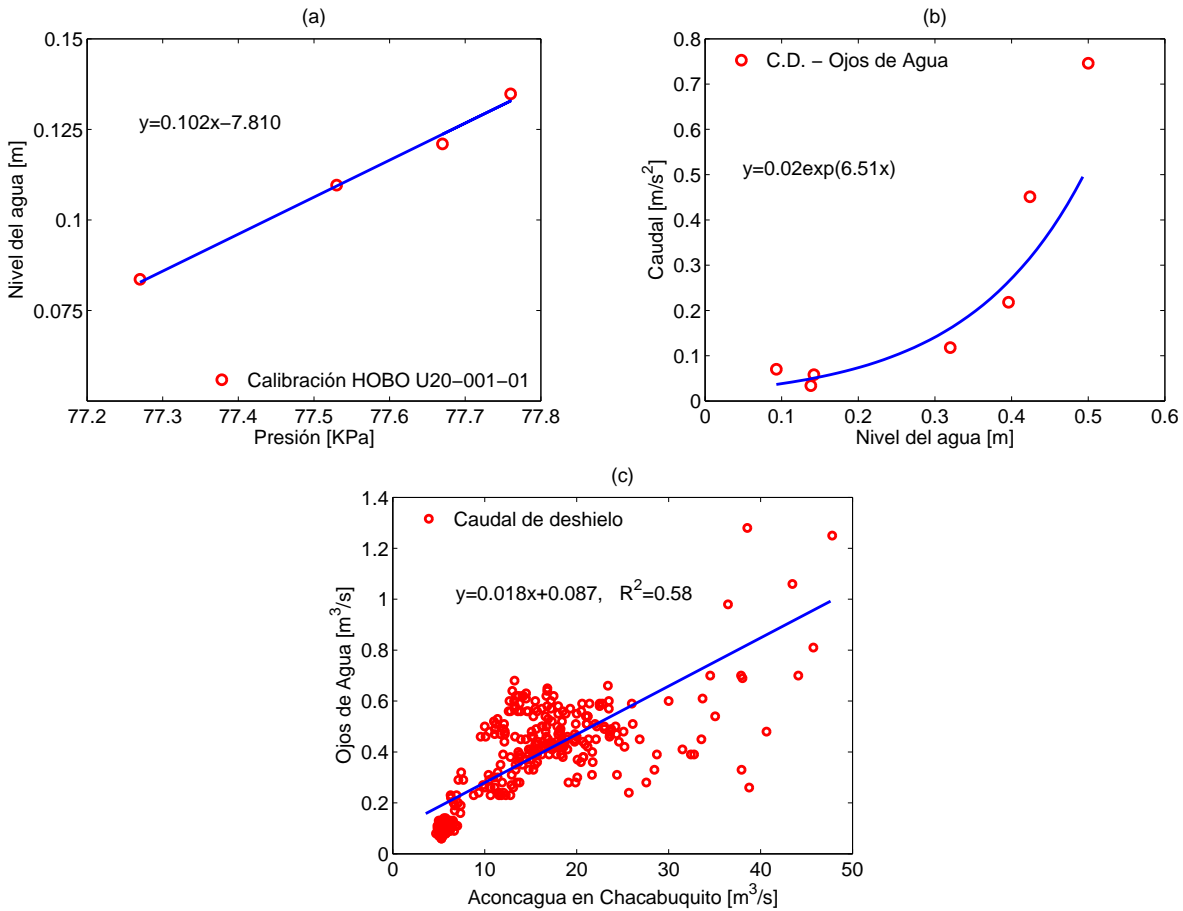 (a)
0.15
0.125
0.1
0.075
Nivel del agua [m]
y=0.102x−7.810
Calibración HOBO U20−001−01
77.2 77.3 77.4 77.5 77.6 77.7 77.8
Presión [KPa]
(b)
0.8
0.7
0.6
0.5
0.4
0.3
0.2
0.1
0
Caudal [m/s²]
C.D. − Ojos de Agua
y=0.02exp(6.51x)
0 0.1 0.2 0.3 0.4 0.5 0.6
Nivel del agua [m]
(c)
1.4
1.2
1
0.8
0.6
0.4
0.2
0
Ojos de Agua [m³/s]
Caudal de deshielo
y=0.018x+0.087, R²=0.58
0 10 20 30 40 50
Aconcagua en Chacabuquito [m³/s]